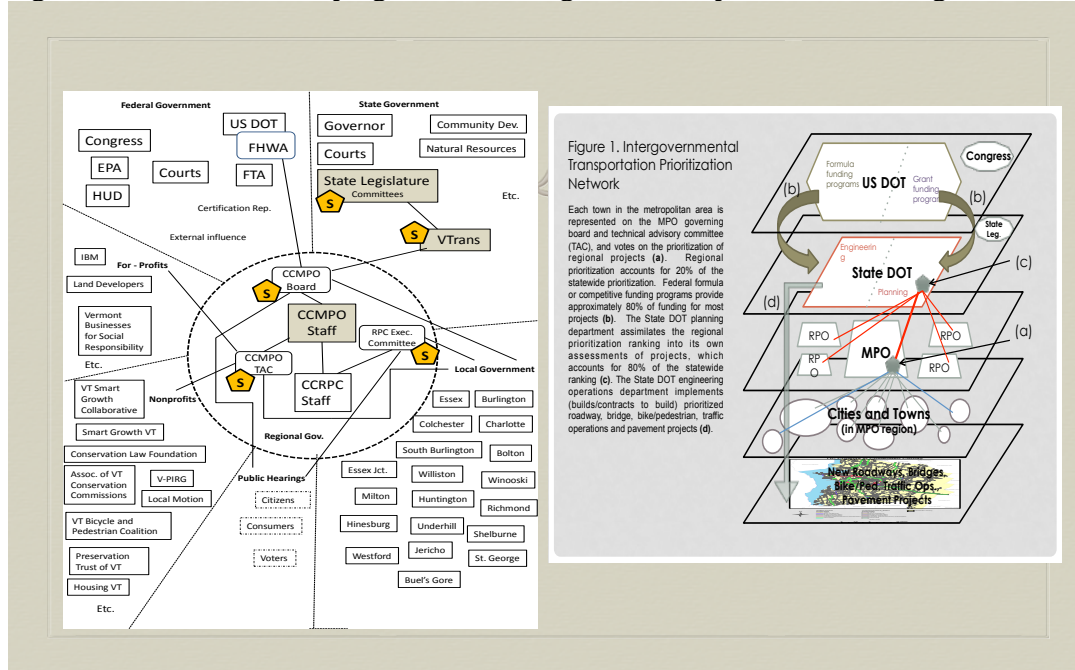 Federal Government
State Government
US DOT
FHWA
Congress
EPA
Courts
FTA
HUD
Certification Rep.
External influence
Governor
Community Dev.
Courts
Natural Resources
State Legislature
Committees
Etc.
S
S
VTrans
IBM
For - Profits
Land Developers
Vermont
Businesses
for Social
Responsibility
Etc.
CCMPO
Board
S
CCMPO
Staff
RPC Exec.
Committee
S
CCMPO
TAC
S
CCRPC
Staff
Regional Gov.
Local Government
VT Smart
Growth
Collaborative
Nonprofits
Smart Growth VT
Conservation Law Foundation
Assoc. of VT
Conservation
Commissions
V-PIRG
Local Motion
VT Bicycle and
Pedestrian Coalition
Preservation
Trust of VT
Housing VT
Etc.
Public Hearings
Citizens
Consumers
Voters
Essex
Burlington
Colchester
Charlotte
South Burlington
Bolton
Essex Jct.
Williston
Winooski
Milton
Huntington
Richmond
Hinesburg
Underhill
Shelburne
Westford
Jericho
St. George
Buel's Gore
Figure 1. Intergovernmental
Transportation Prioritization
Network
Each town in the metropolitan area is
represented on the MPO governing
board and technical advisory committee
(TAC), and votes on the prioritization of
regional projects (a). Regional
prioritization accounts for 20% of the
statewide prioritization. Federal formula
or competitive funding programs provide
approximately 80% of funding for most
projects (b). The State DOT planning
department assimilates the regional
prioritization ranking into its own
assessments of projects, which
accounts for 80% of the statewide
ranking (c). The State DOT engineering
operations department implements
(builds/contracts to build) prioritized
roadway, bridge, bike/pedestrian, traffic
operations and pavement projects (d).
Congress
Formula
funding
programs
US DOT
Grant
funding
program
(b)
(b)
State
Leg.
Engineerin
g
State DOT
Planning
(c)
(d)
(a)
RPO
RP
O
MPO
RPO
RPO
Cities and Towns
(in MPO region)
New Roadways, Bridges,
Bike/Ped, Traffic Ops.,
Pavement Projects